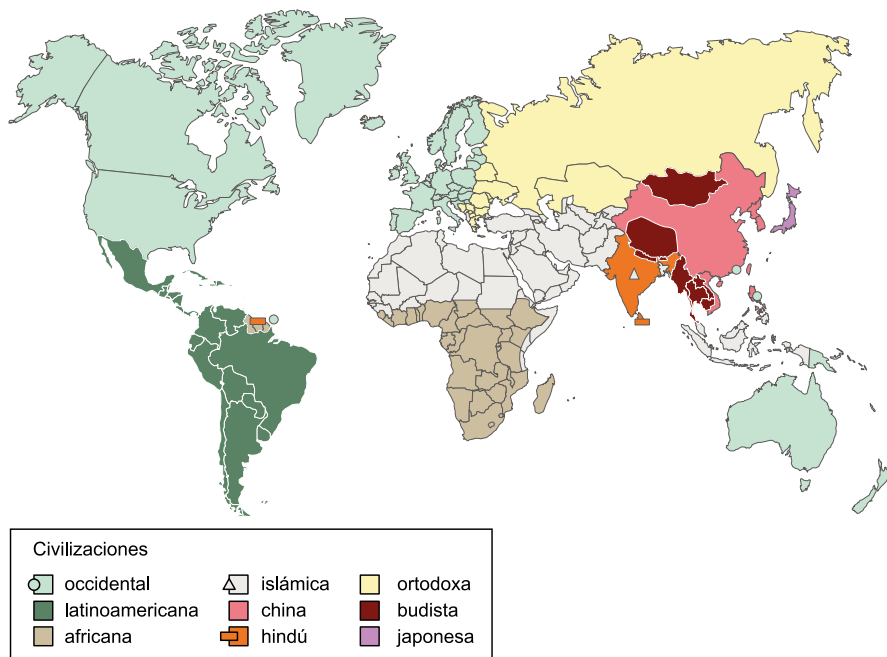 Civilizaciones
occidental
islámica
ortodoxa
latinoamericana
china
budista
africana
hindú
japonesa